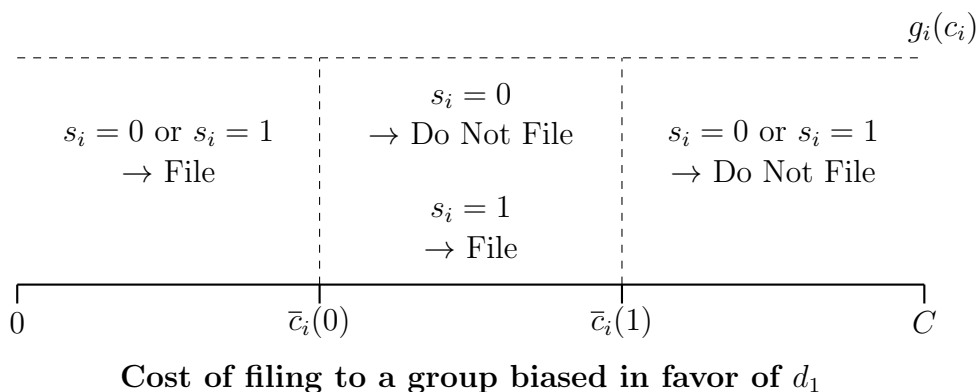 g_i(c_i)
s_i = 0 or s_i = 1
→ File
s_i = 0
→ Do Not File
s_i = 1
→ File
s_i = 0 or s_i = 1
→ Do Not File
0
c̅_i(0)
c̅_i(1)
C
Cost of filing to a group biased in favor of d_1